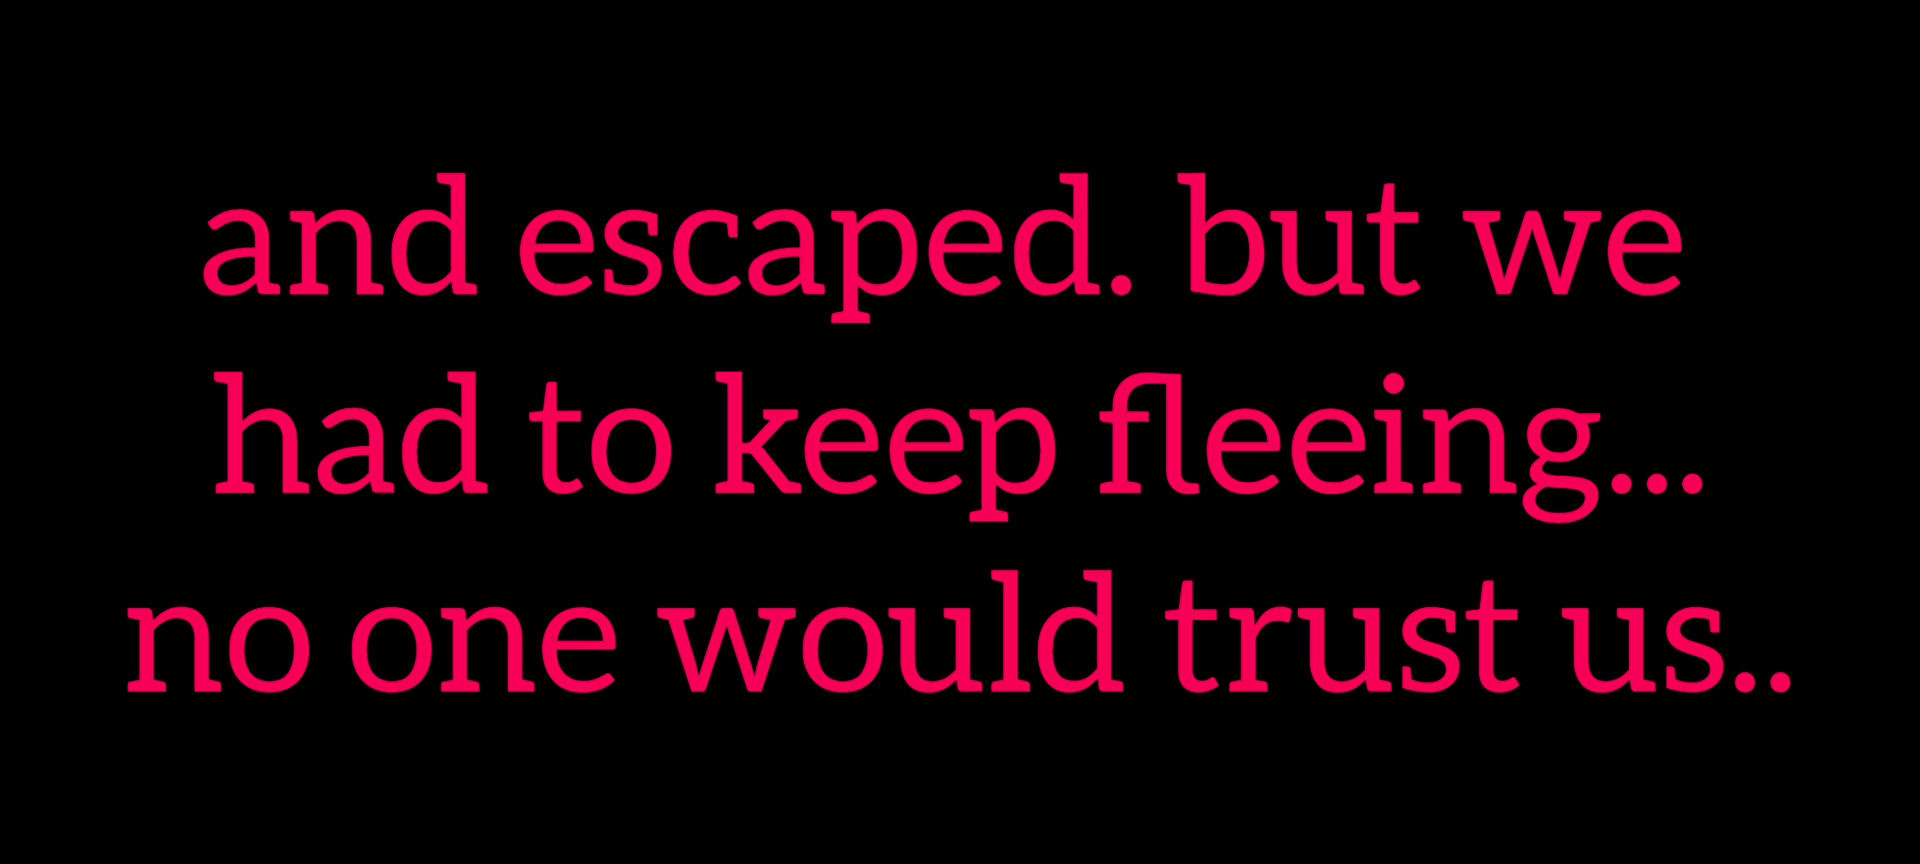 and escaped. but we
had to keep fleeing...
no one would trust us..